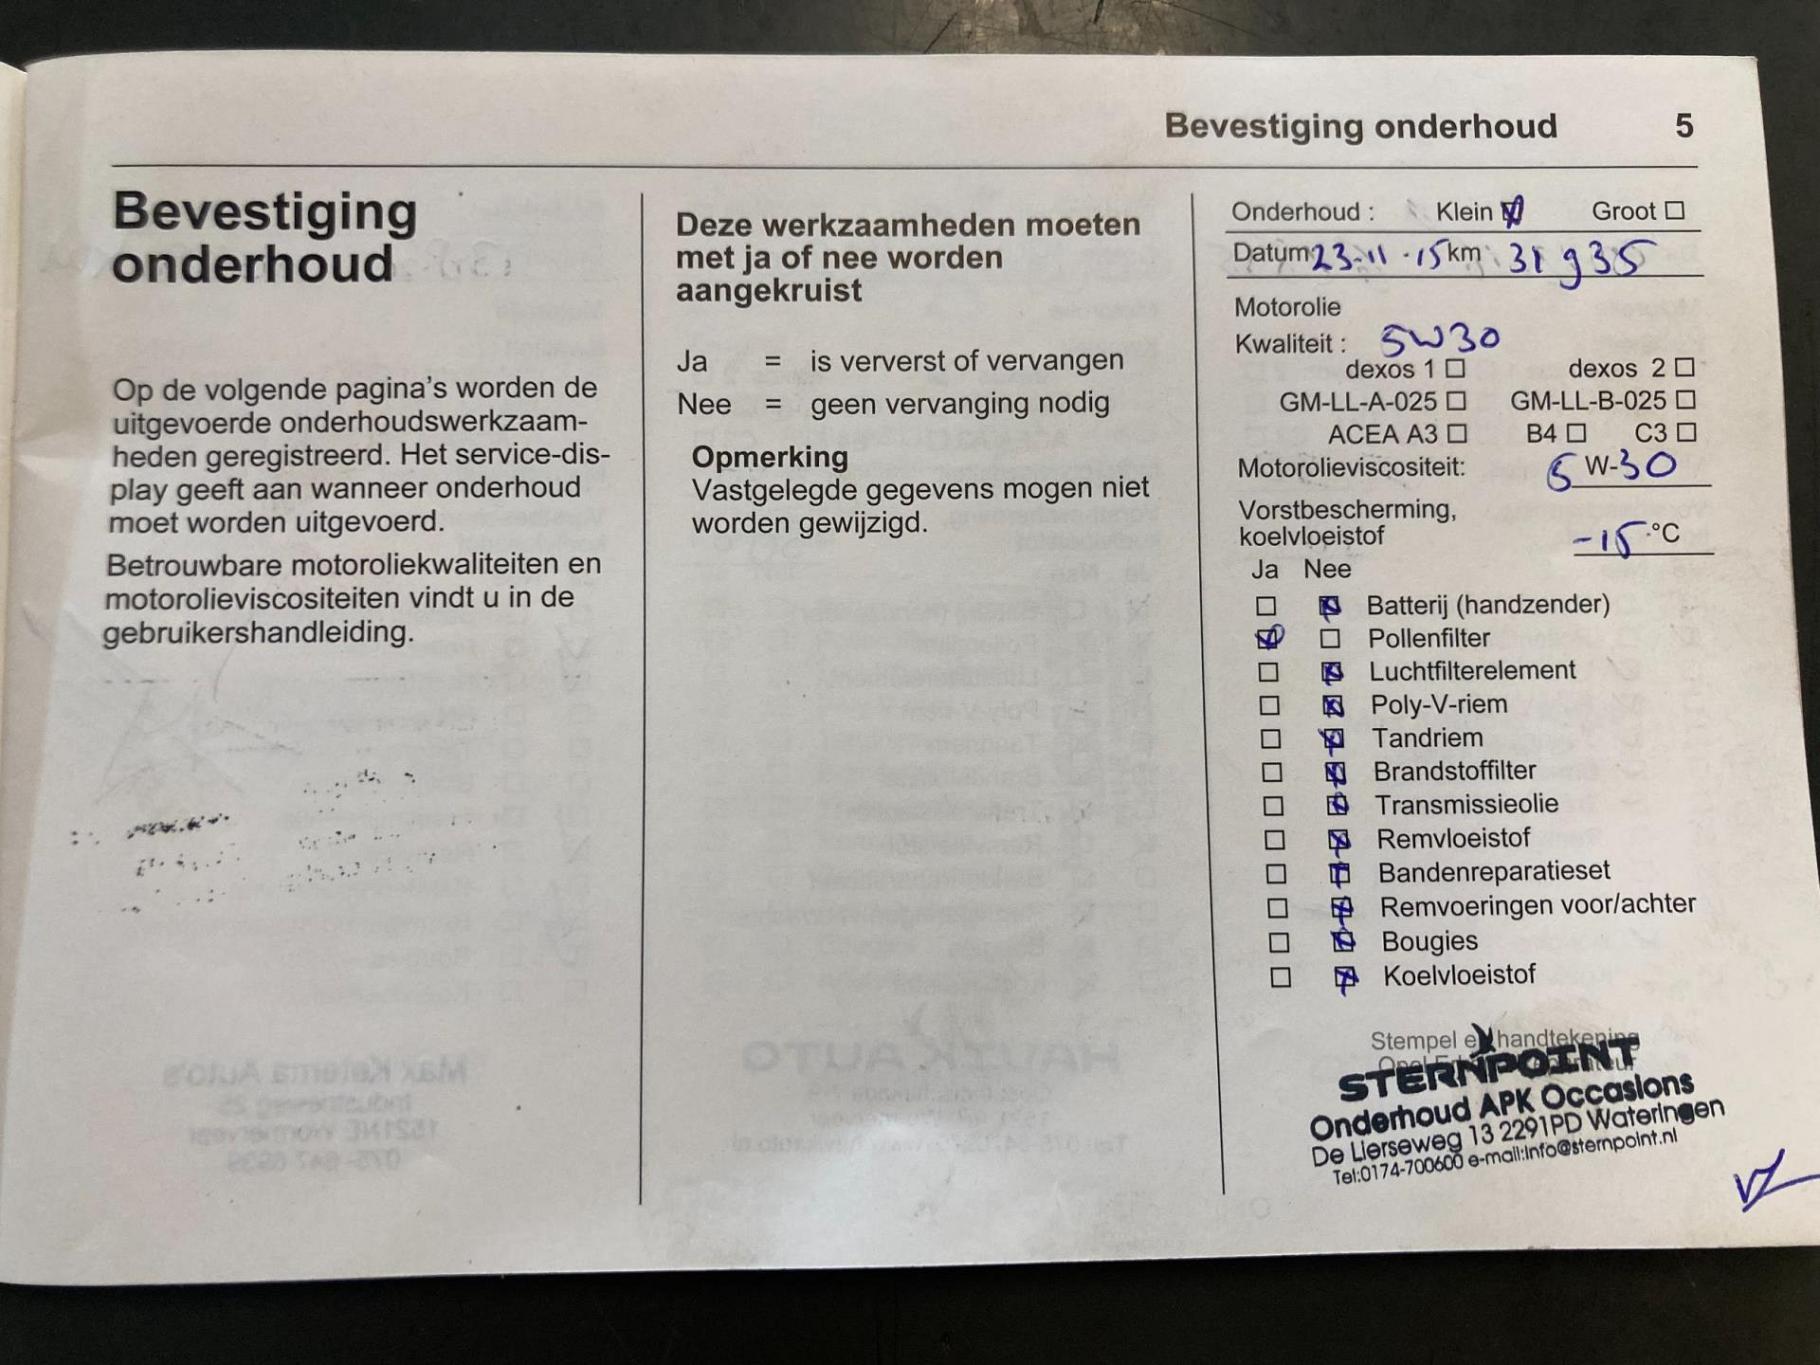 Bevestiging onderhoud 5
Bevestiging
onderhoud
Op de volgende pagina's worden de
uitgevoerde onderhoudswerkzaam-
heden geregistreerd. Het service-dis-
play geeft aan wanneer onderhoud
moet worden uitgevoerd.
Betrouwbare motoroliekwaliteiten en
motorolieviscositeiten vindt u in de
gebruikershandleiding.
Deze werkzaamheden moeten
met ja of nee worden
aangekruist
Ja = is ververst of vervangen
Nee = geen vervanging nodig
Opmerking
Vastgelegde gegevens mogen niet
worden gewijzigd.
Onderhoud : Klein Groot
Datum 23-11-15 km 31935
Motorolie
Kwaliteit : 5W30
dexos 1 dexos 2
GM-LL-A-025 GM-LL-B-025
ACEA A3 B4 C3
Motorolieviscositeit: 5 W-30
Vorstbescherming,
koelvloeistof -15 °C
Ja Nee
Batterij (handzender)
Pollenfilter
Luchtfilterelement
Poly-V-riem
Tandriem
Brandstoffilter
Transmissieolie
Remvloeistof
Bandenreparatieset
Remvoeringen voor/achter
Bougies
Koelvloeistof
Stempel en handtekening
STERNPOINT
Onderhoud APK Occasions
De Lierseweg 13 2291PD Wateringen
Tel:0174-700600 e-mail:Info@sternpoint.nl